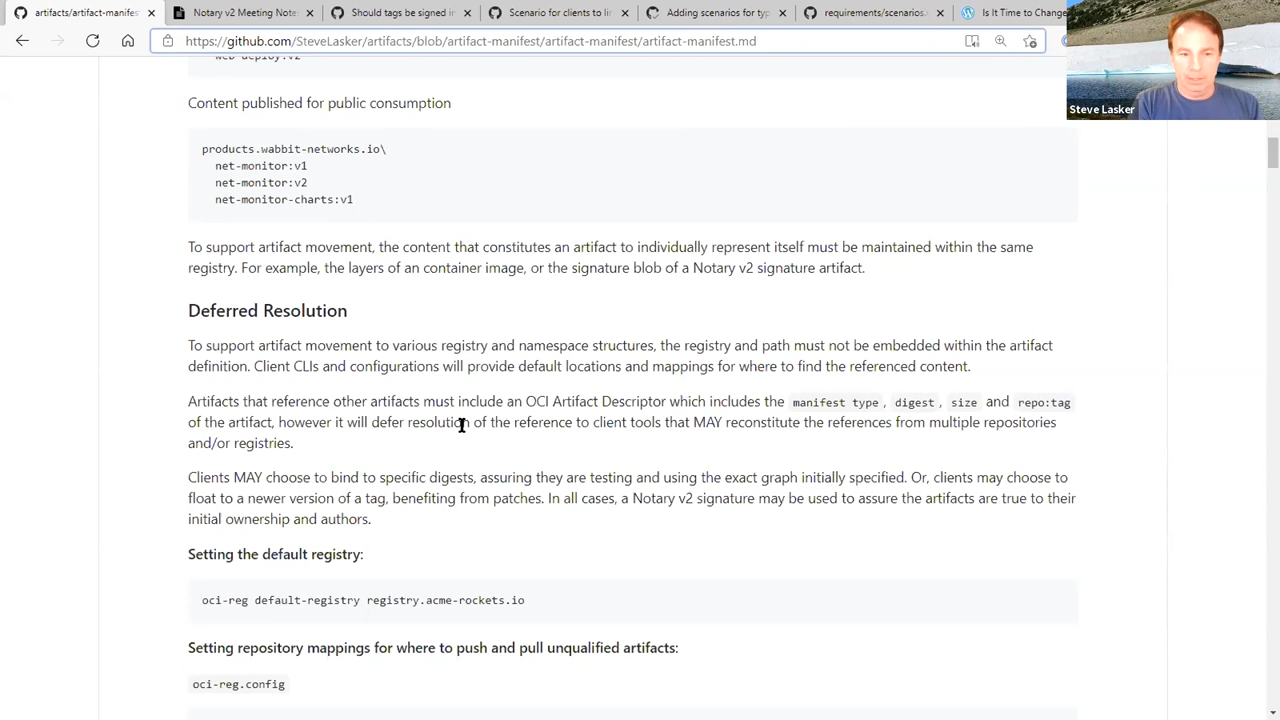 artifacts/artifact-manifes
Notary v2 Meeting Note
Should tags be signed i
Scenario for clients to li
Adding scenarios for typ
requirements/scenarios.
Is It Time to Change
https://github.com/SteveLasker/artifacts/blob/artifact-manifest/artifact-manifest/artifact-manifest.md
Steve Lasker
web-deploy:v2
Content published for public consumption
products.wabbit-networks.io\
net-monitor:v1
net-monitor:v2
net-monitor-charts:v1
To support artifact movement, the content that constitutes an artifact to individually represent itself must be maintained within the same
registry. For example, the layers of an container image, or the signature blob of a Notary v2 signature artifact.
Deferred Resolution
To support artifact movement to various registry and namespace structures, the registry and path must not be embedded within the artifact
definition. Client CLIs and configurations will provide default locations and mappings for where to find the referenced content.
Artifacts that reference other artifacts must include an OCI Artifact Descriptor which includes the manifest type , digest , size and repo:tag
of the artifact, however it will defer resolution of the reference to client tools that MAY reconstitute the references from multiple repositories
and/or registries.
Clients MAY choose to bind to specific digests, assuring they are testing and using the exact graph initially specified. Or, clients may choose to
float to a newer version of a tag, benefiting from patches. In all cases, a Notary v2 signature may be used to assure the artifacts are true to their
initial ownership and authors.
Setting the default registry:
oci-reg default-registry registry.acme-rockets.io
Setting repository mappings for where to push and pull unqualified artifacts:
oci-reg.config